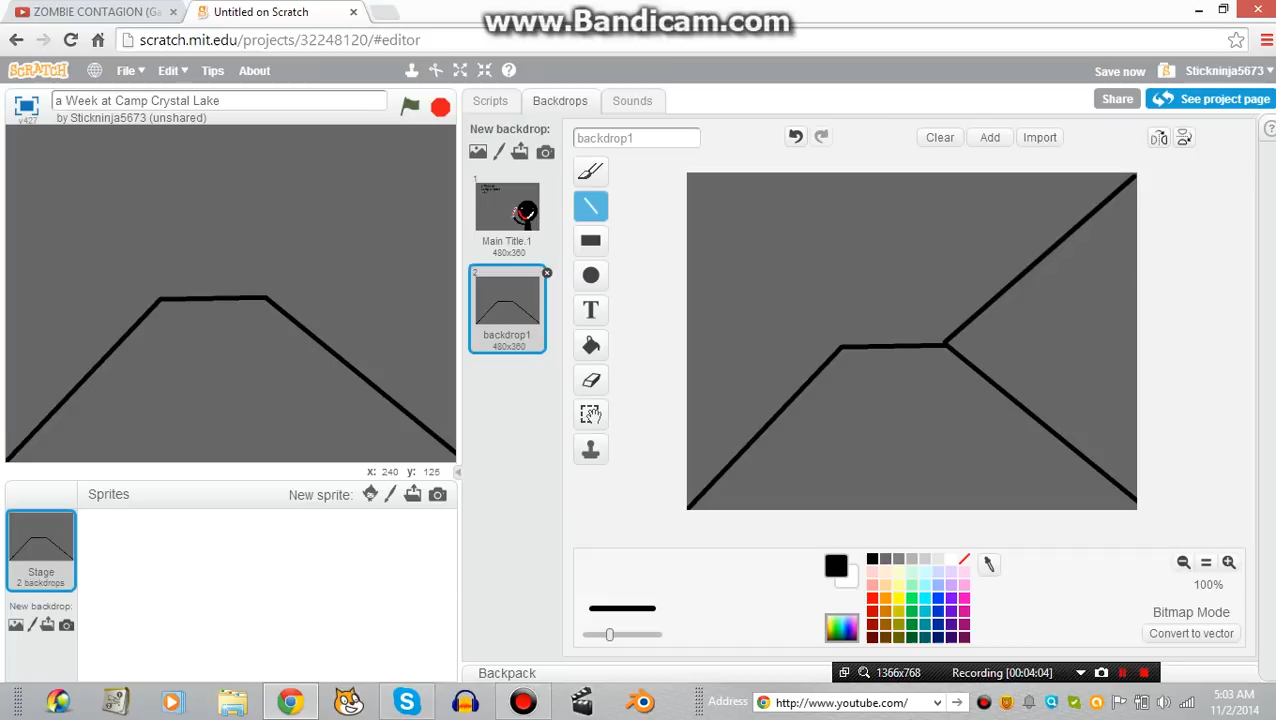 www.Bandicam.com
ZOMBIE CONTAGION (Ga
Untitled on Scratch
scratch.mit.edu/projects/32248120/#editor
SCRATCH
File
Edit
Tips
About
Save now
Stickninja5673
a Week at Camp Crystal Lake
by Stickninja5673 (unshared)
v427
Scripts
Backdrops
Sounds
Share
See project page
New backdrop:
backdrop1
Clear
Add
Import
1
Main Title.1
480x360
2
backdrop1
480x360
T
x: 240 y: 125
Sprites
New sprite:
Stage
2 backdrops
New backdrop:
100%
Bitmap Mode
Convert to vector
Backpack
1366x768
Recording [00:04:04]
Address
http://www.youtube.com/
5:03 AM
11/2/2014